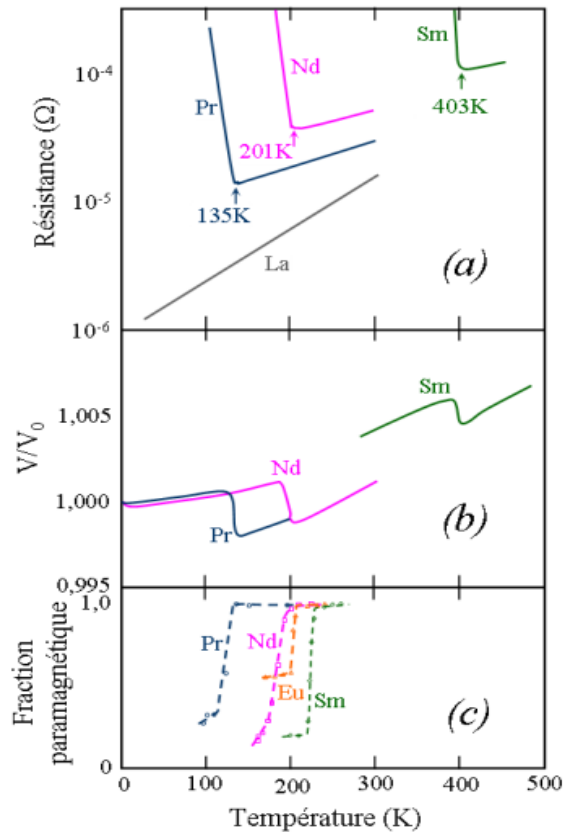 Résistance (Ω)
10⁻⁴
10⁻⁵
10⁻⁶
Pr
Nd
Sm
201K
403K
135K
La
(a)
V/V₀
1,005
1,000
0,995
Sm
Nd
Pr
(b)
Fraction
paramagnétique
1,0
0
Pr
Nd
Eu
Sm
(c)
0
100
200
300
400
500
Température (K)